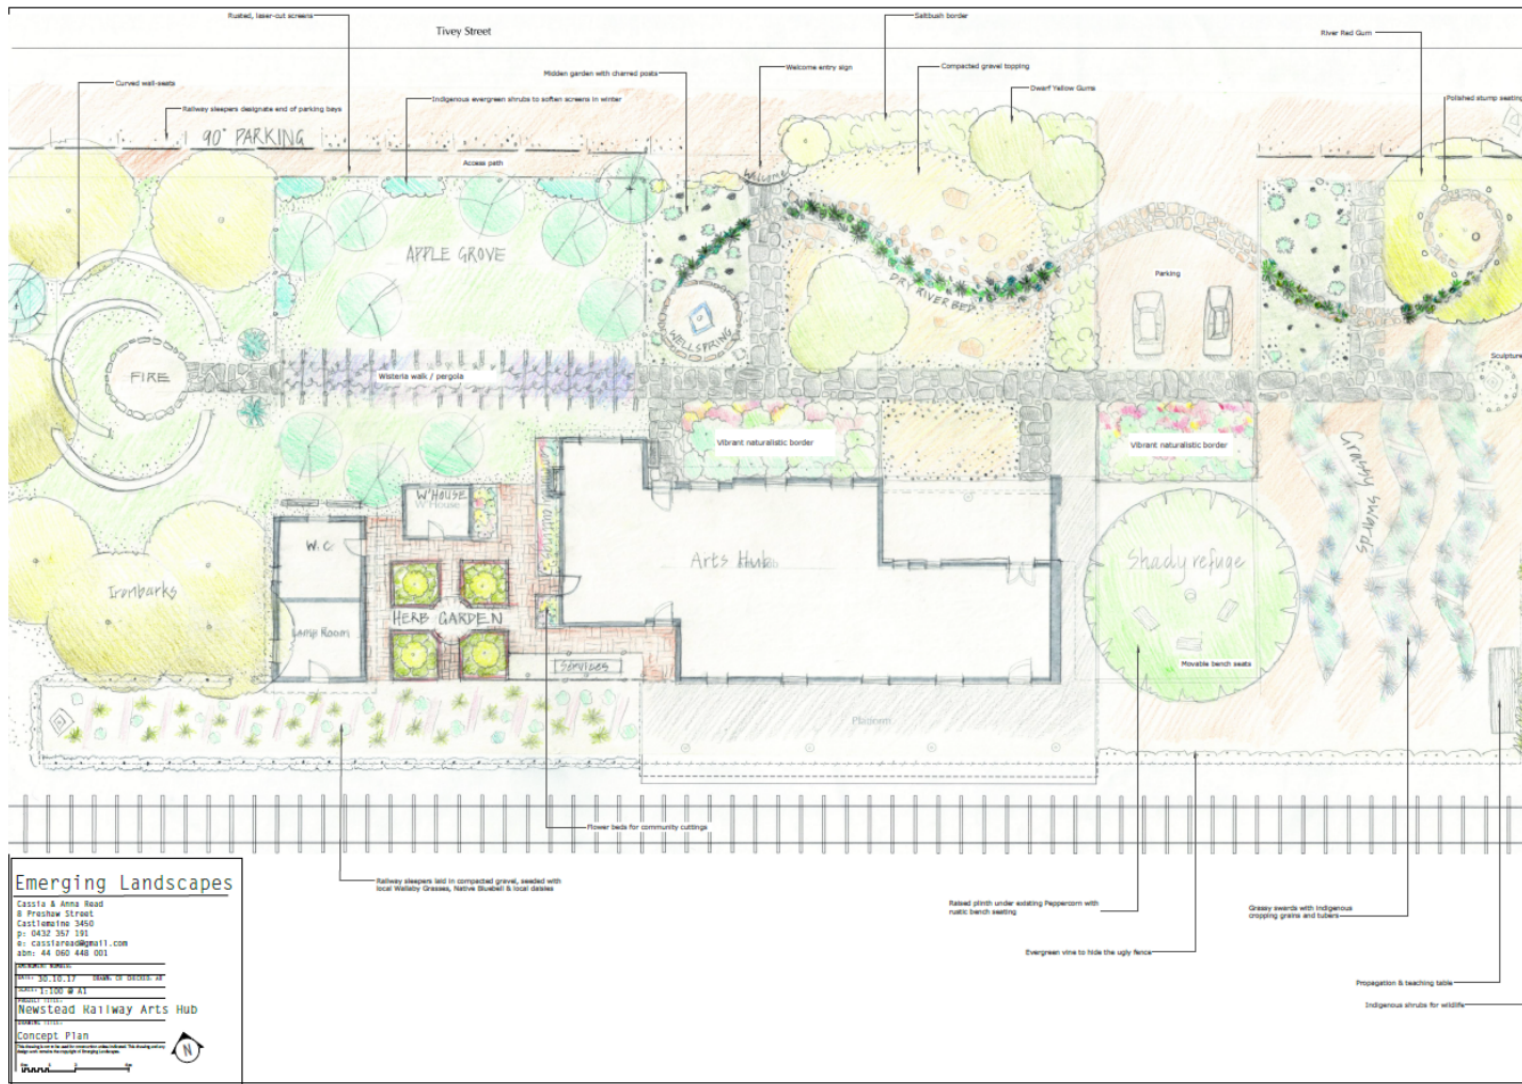 Rusted, laser-cut screens
Tivey Street
Saltbush border
River Red Gum
Curved wall-seats
Midden garden with charred posts
Welcome entry sign
Compacted gravel topping
Dwarf Yellow Gums
Polished stump seating
Railway sleepers designate end of parking bays
Indigenous evergreen shrubs to soften screens in winter
90° PARKING
Access path
WELCOME
APPLE GROVE
DRY RIVER BED
Parking
WELLSPRING
FIRE
Wisteria walk / pergola
Sculpture
Vibrant naturalistic border
Vibrant naturalistic border
Grassy swards
W'HOUSE
W'House
W.C.
Arts Hub
Shady refuge
Ironbarks
HERB GARDEN
Lamp Room
Services
Movable bench seats
Platform
Flower beds for community cuttings
Railway sleepers laid in compacted gravel, seeded with
local Wallaby Grasses, Native Bluebell & local daisies
Raised plinth under existing Peppercorn with
rustic bench seating
Grassy swards with indigenous
cropping grains and tubers
Evergreen vine to hide the ugly fence
Propagation & teaching table
Indigenous shrubs for wildlife
Emerging Landscapes
Cassia & Anna Read
8 Preshaw Street
Castlemaine 3450
p: 0432 357 191
e: cassiaread@gmail.com
abn: 44 060 448 001
DATE: 30.10.17
SCALE: 1:100 @ A1
PROJECT TITLE:
Newstead Railway Arts Hub
DRAWING TITLE:
Concept Plan
N